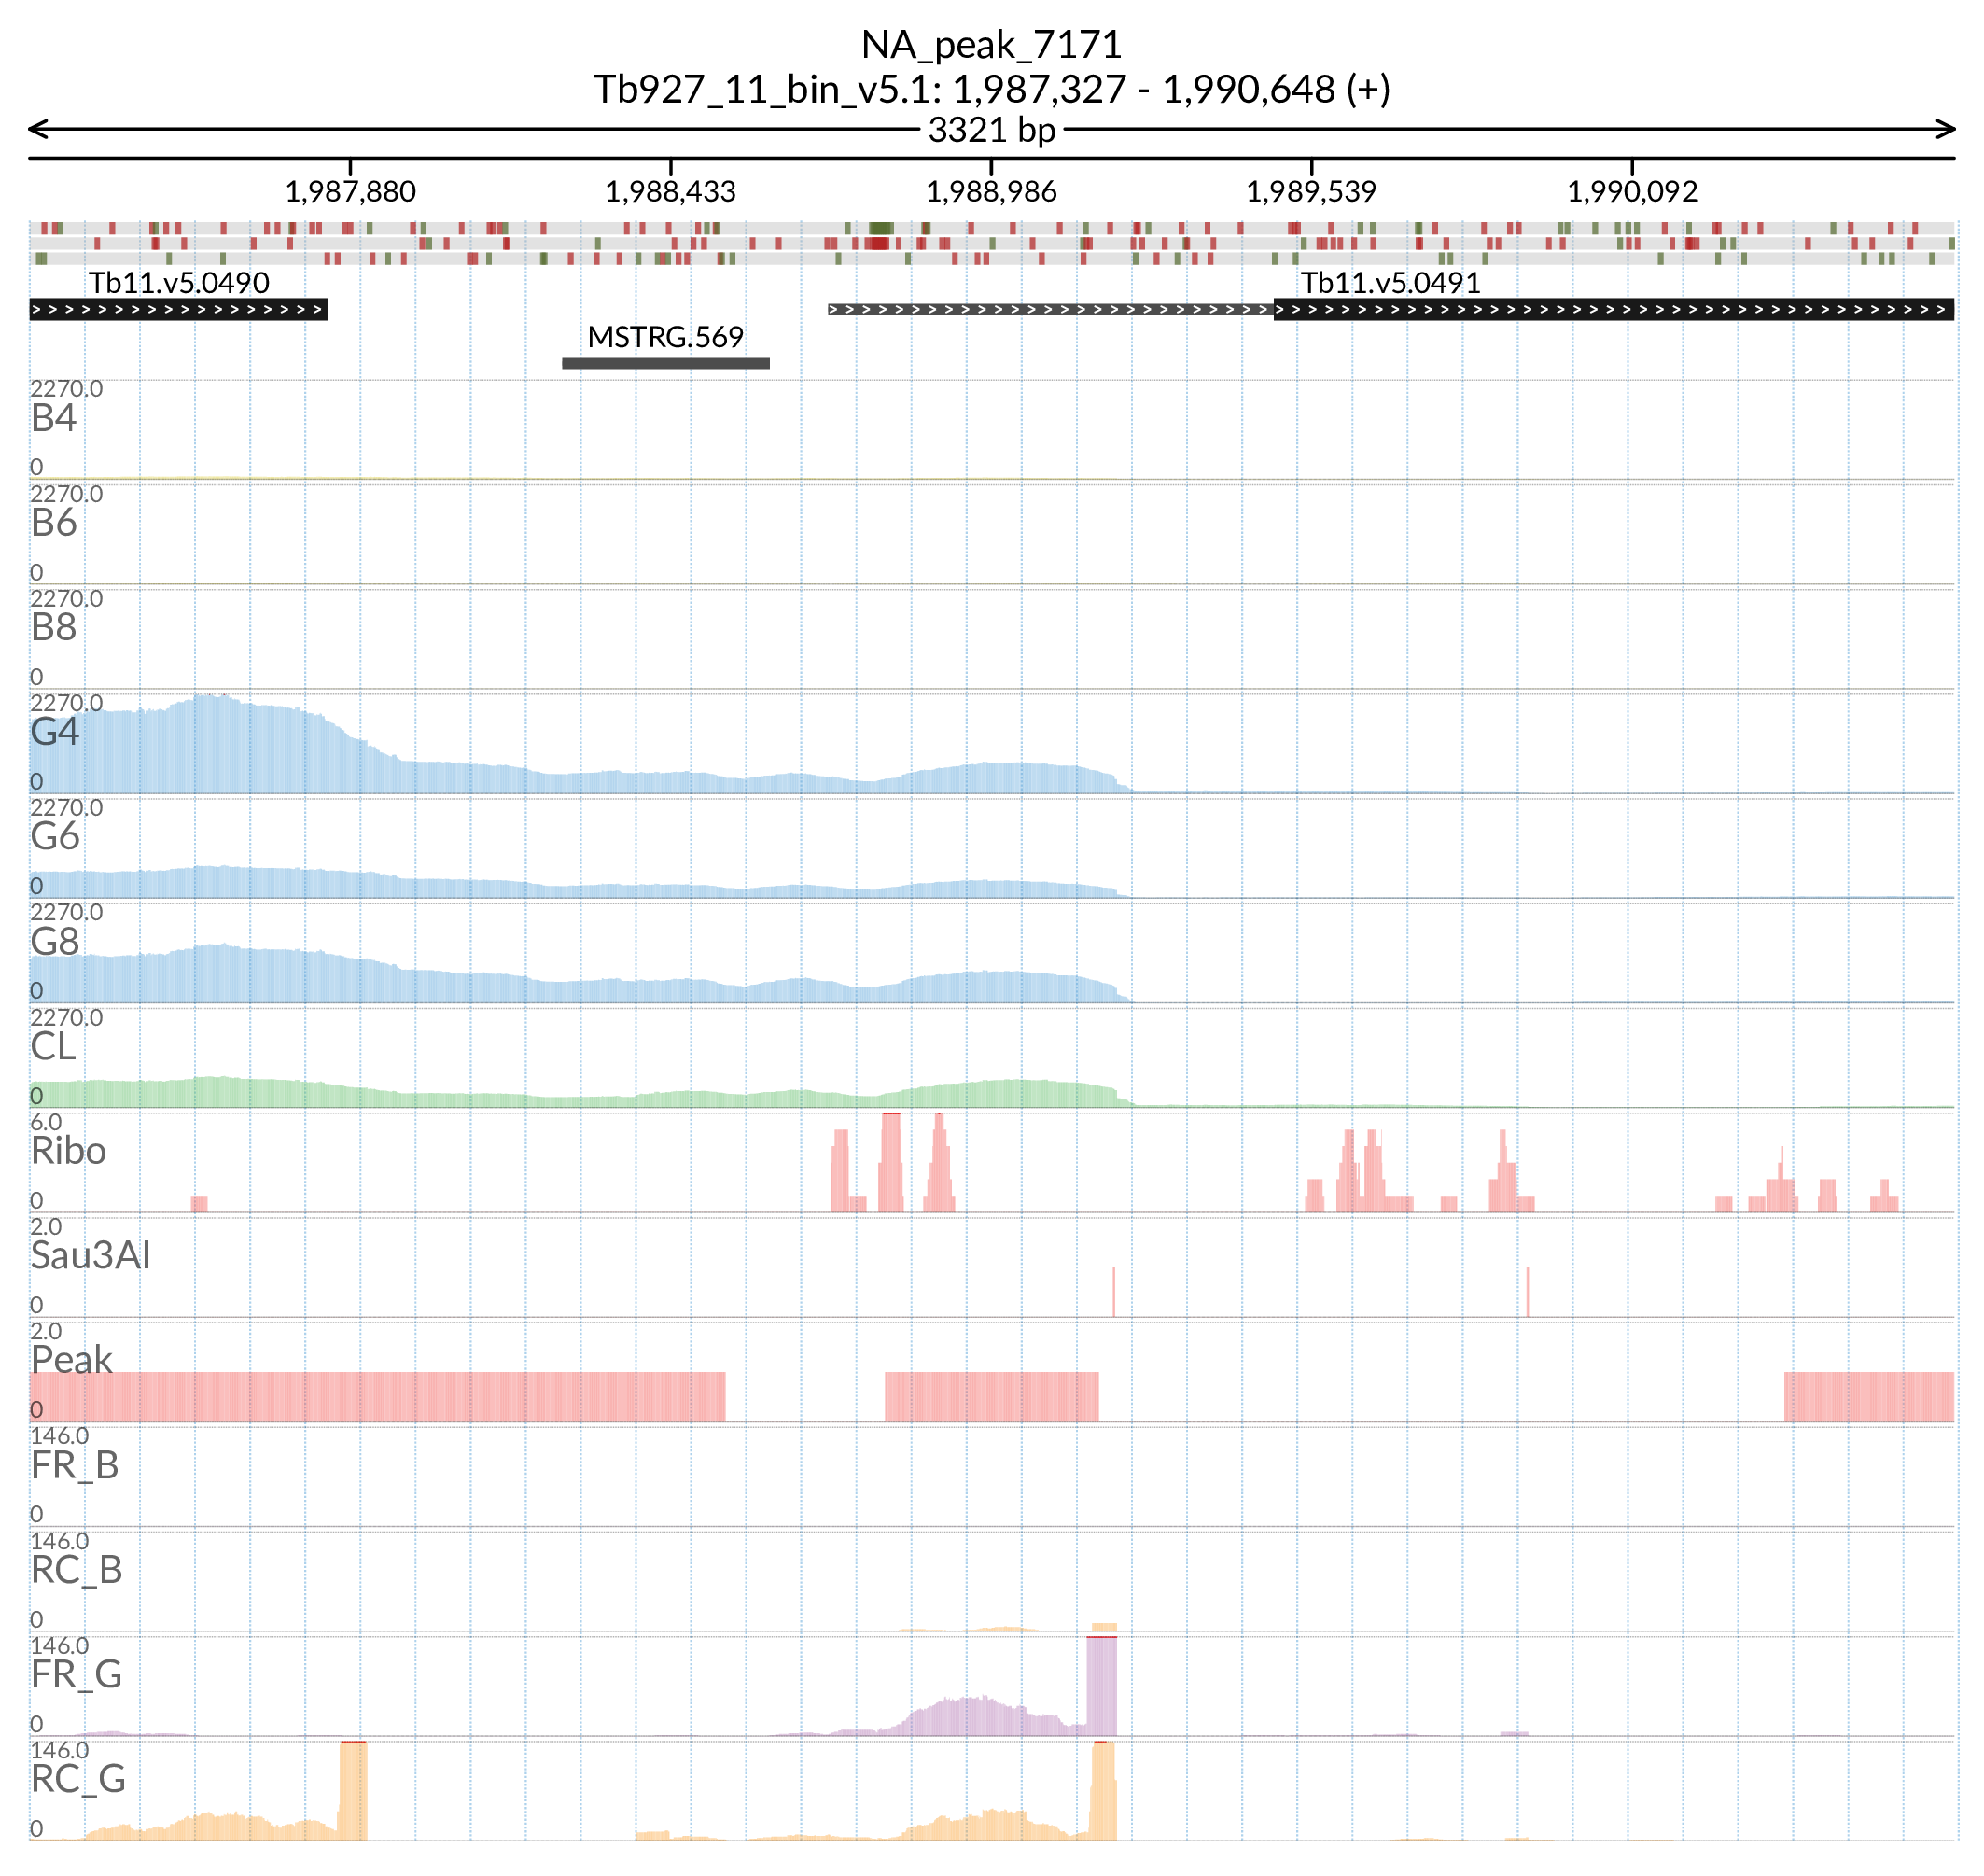 NA_peak_7171
Tb927_11_bin_v5.1: 1,987,327 - 1,990,648 (+)
3321 bp
1,987,880 1,988,433 1,988,986 1,989,539 1,990,092
Tb11.v5.0490 Tb11.v5.0491
MSTRG.569
2270.0
B4
0
2270.0
B6
0
2270.0
B8
0
2270.0
G4
0
2270.0
G6
0
2270.0
G8
0
2270.0
CL
0
6.0
Ribo
0
2.0
Sau3AI
0
2.0
Peak
0
146.0
FR_B
0
146.0
RC_B
0
146.0
FR_G
0
146.0
RC_G
0